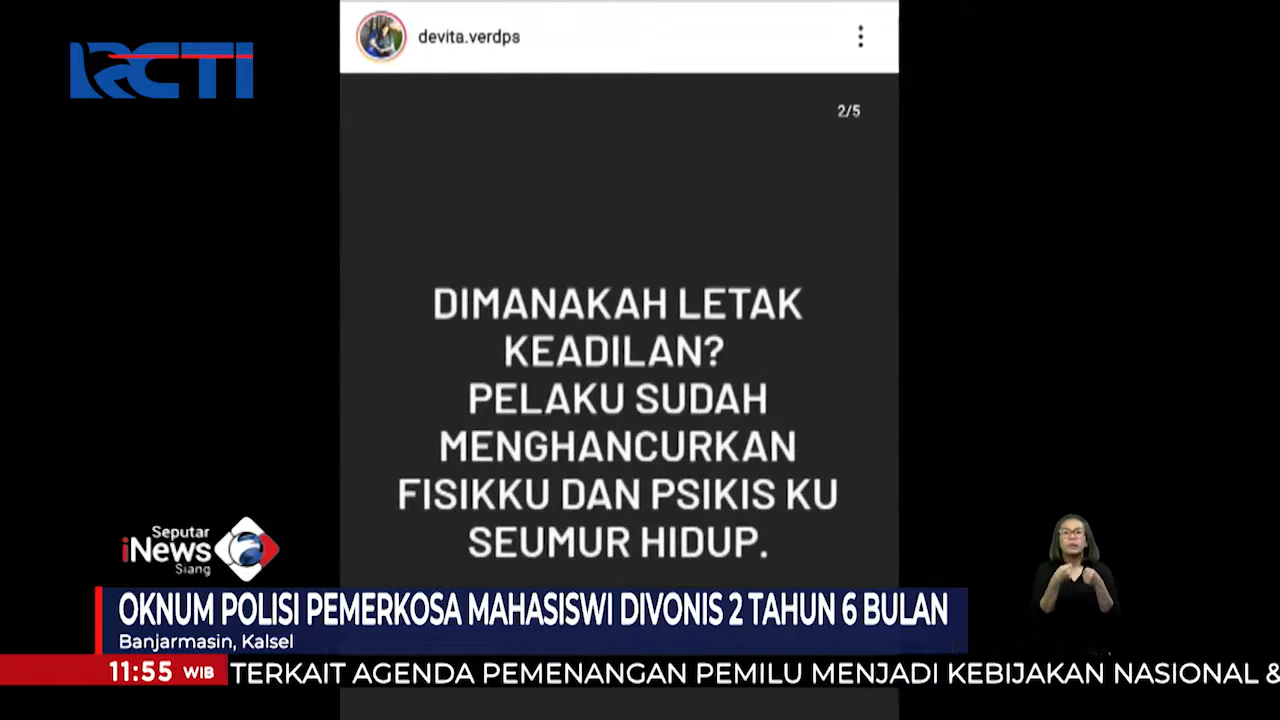 RCTI
devita.verdps
2/5
DIMANAKAH LETAK
KEADILAN?
PELAKU SUDAH
MENGHANCURKAN
FISIKKU DAN PSIKIS KU
SEUMUR HIDUP.
Seputar
iNews
Siang
OKNUM POLISI PEMERKOSA MAHASISWI DIVONIS 2 TAHUN 6 BULAN
Banjarmasin, Kalsel
11:55 WIB TERKAIT AGENDA PEMENANGAN PEMILU MENJADI KEBIJAKAN NASIONAL &